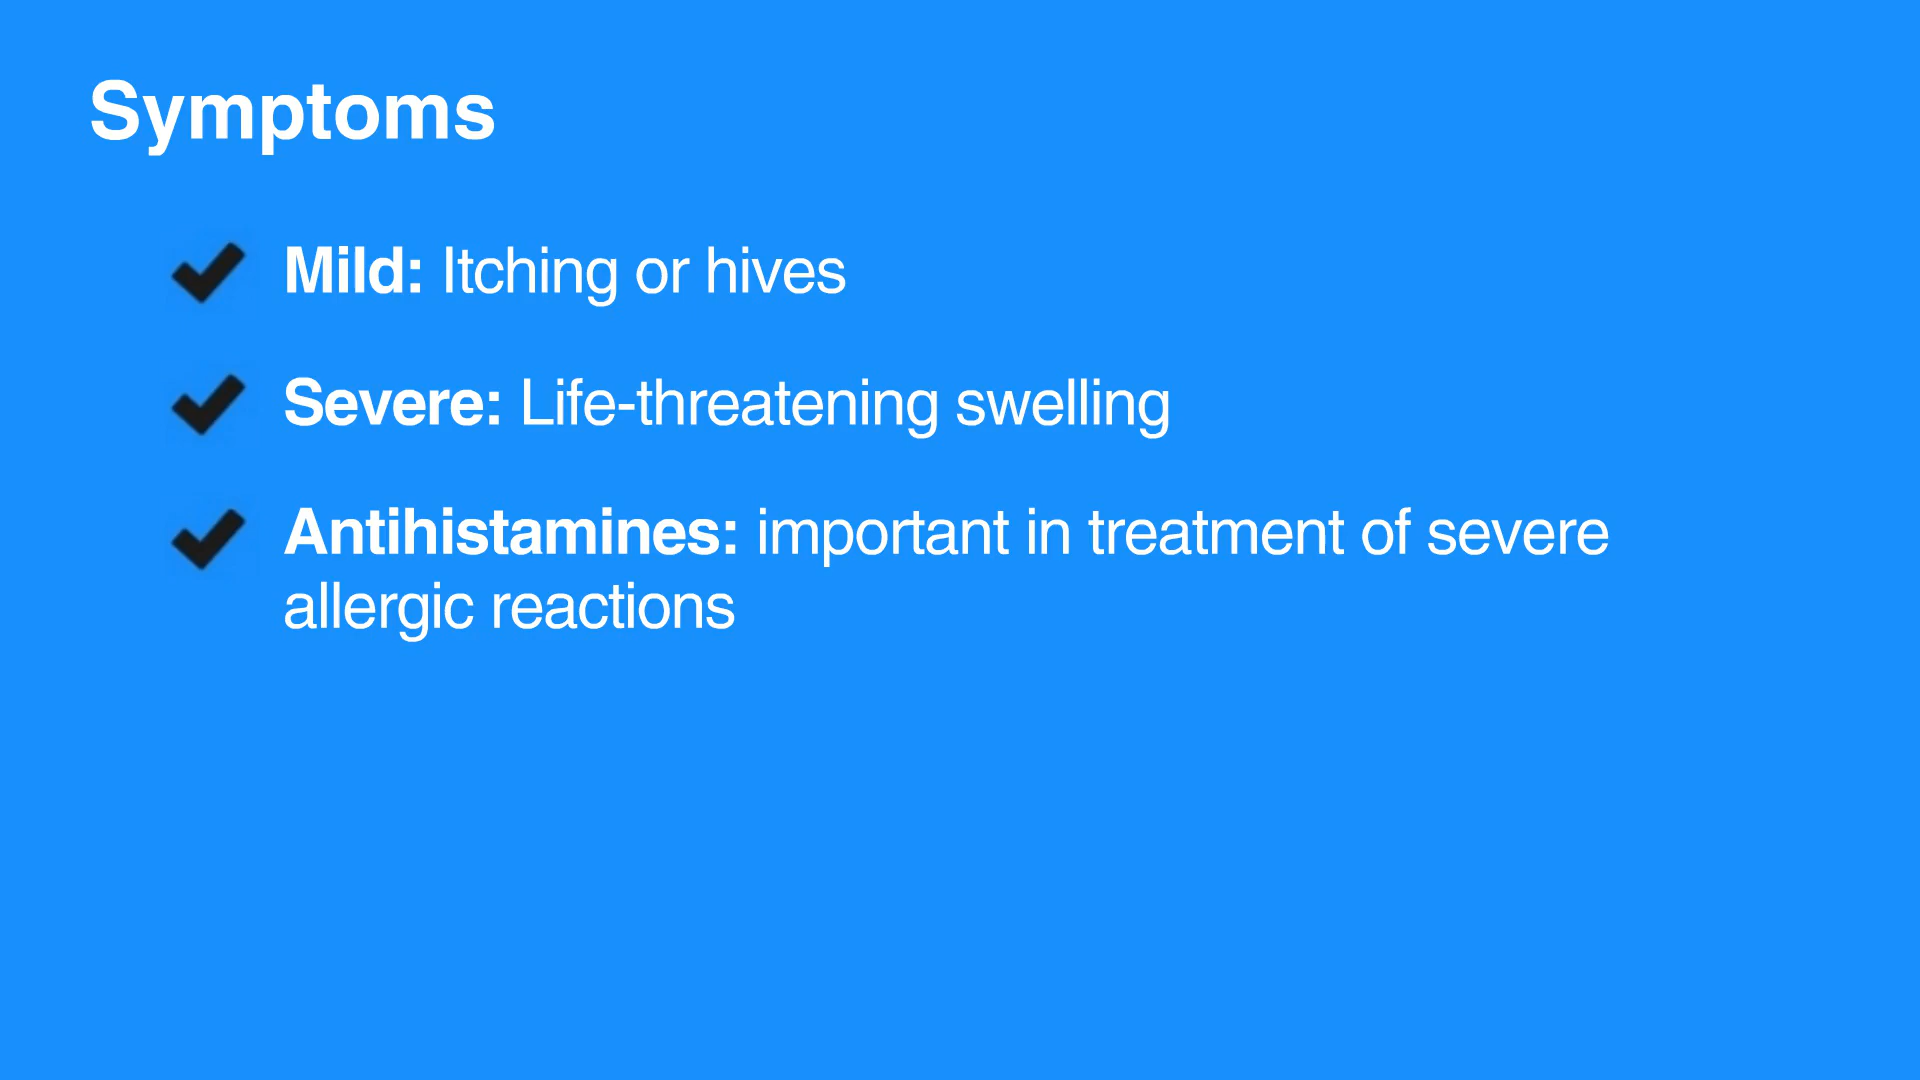 Symptoms
Mild: Itching or hives
Severe: Life-threatening swelling
Antihistamines: important in treatment of severe
allergic reactions